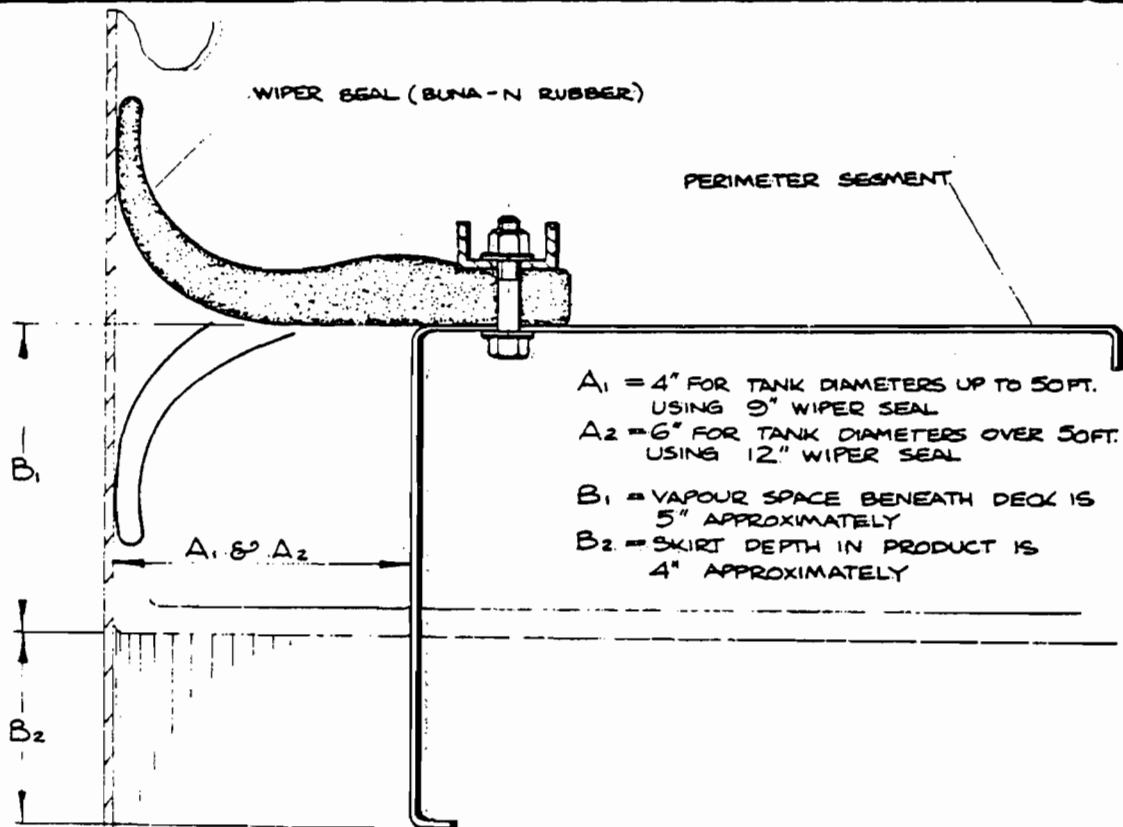 WIPER SEAL (BUNA-N RUBBER)
PERIMETER SEGMENT
A₁ = 4" FOR TANK DIAMETERS UP TO 50FT.
USING 9" WIPER SEAL
A₂ = 6" FOR TANK DIAMETERS OVER 50FT.
USING 12" WIPER SEAL
B₁ = VAPOUR SPACE BENEATH DECK IS
5" APPROXIMATELY
B₂ = SKIRT DEPTH IN PRODUCT IS
4" APPROXIMATELY
B₁
A₁ & A₂
B₂